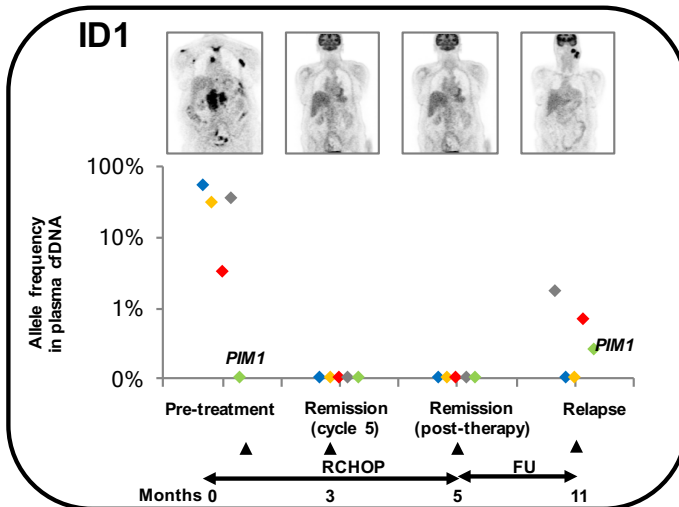 ID1
100%
10%
1%
0%
Allele frequency
in plasma cfDNA
PIM1
PIM1
Pre-treatment
Remission
(cycle 5)
Remission
(post-therapy)
Relapse
RCHOP
FU
Months 0 3 5 11